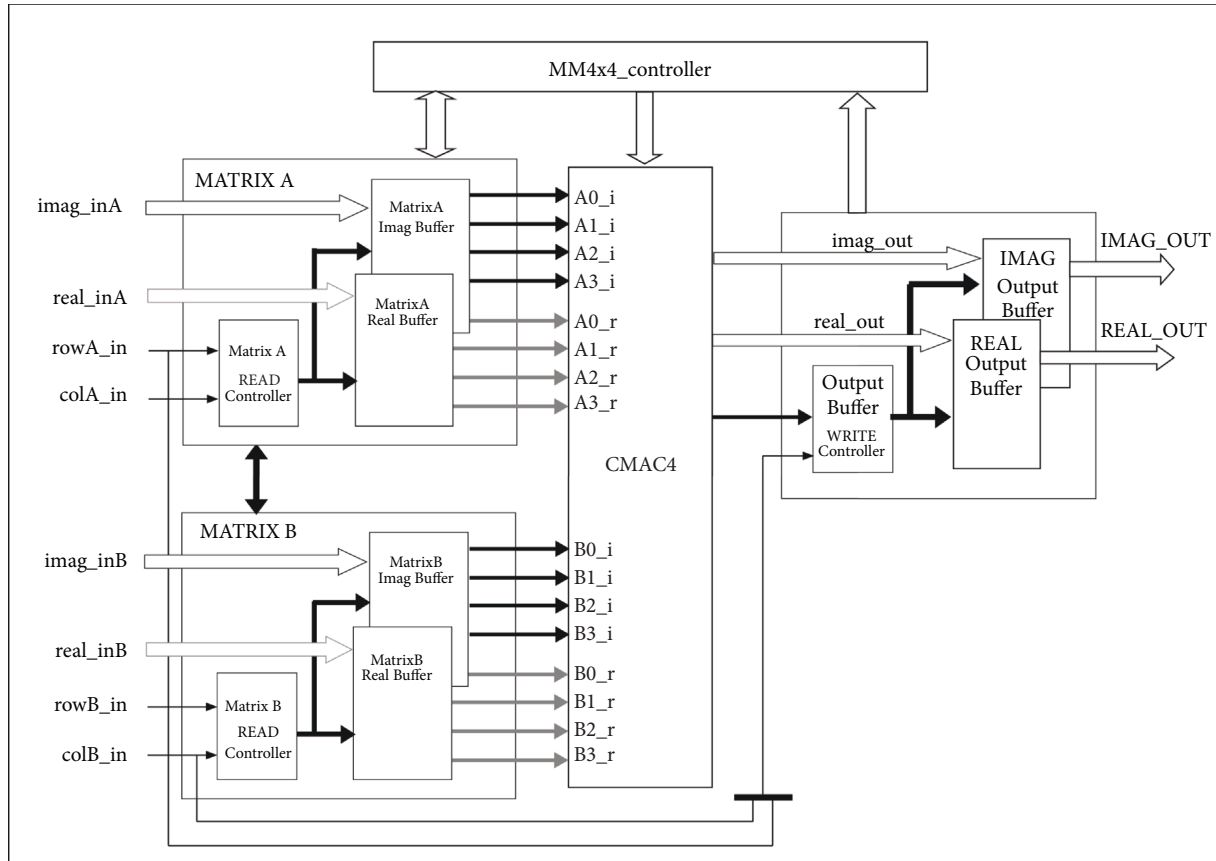 MM4x4_controller
MATRIX A
imag_inA
MatrixA
Imag Buffer
real_inA
MatrixA
Real Buffer
rowA_in
colA_in
Matrix A
READ
Controller
A0_i
A1_i
A2_i
A3_i
A0_r
A1_r
A2_r
A3_r
CMAC4
MATRIX B
imag_inB
MatrixB
Imag Buffer
real_inB
MatrixB
Real Buffer
rowB_in
colB_in
Matrix B
READ
Controller
B0_i
B1_i
B2_i
B3_i
B0_r
B1_r
B2_r
B3_r
imag_out
real_out
Output
Buffer
WRITE
Controller
IMAG
Output
Buffer
REAL
Output
Buffer
IMAG_OUT
REAL_OUT